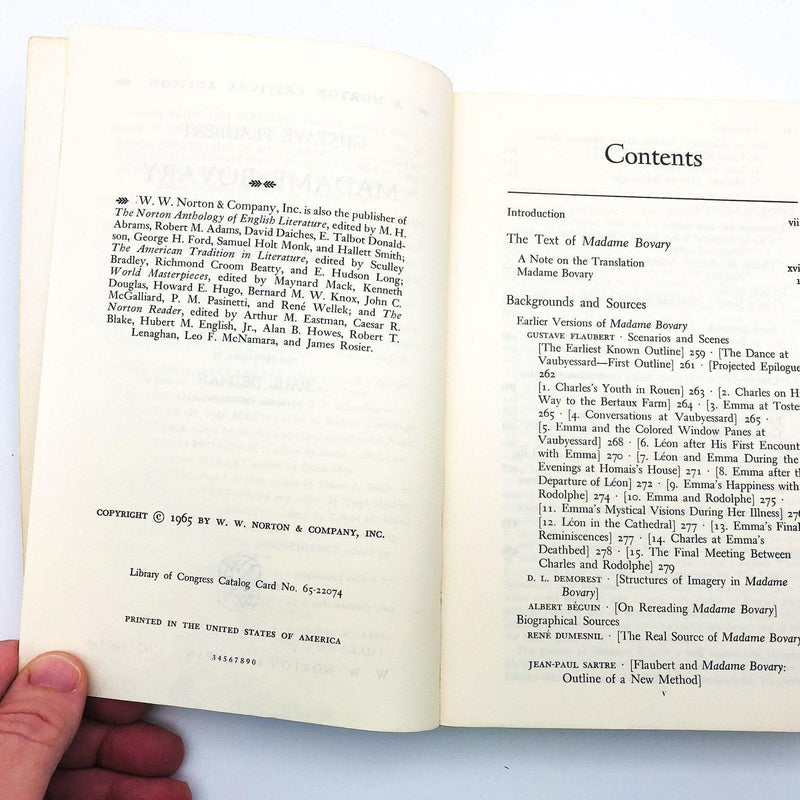 W. W. Norton & Company, Inc. is also the publisher of
The Norton Anthology of English Literature, edited by M. H.
Abrams, Robert M. Adams, David Daiches, E. Talbot Donald-
son, George H. Ford, Samuel Holt Monk, and Hallett Smith;
The American Tradition in Literature, edited by Sculley
Bradley, Richmond Croom Beatty, and E. Hudson Long;
World Masterpieces, edited by Maynard Mack, Kenneth
Douglas, Howard E. Hugo, Bernard M. W. Knox, John C.
McGalliard, P. M. Pasinetti, and René Wellek; and The
Norton Reader, edited by Arthur M. Eastman, Caesar R.
Blake, Hubert M. English, Jr., Alan B. Howes, Robert T.
Lenaghan, Leo F. McNamara, and James Rosier.
COPYRIGHT © 1965 BY W. W. NORTON & COMPANY, INC.
Library of Congress Catalog Card No. 65-22074
PRINTED IN THE UNITED STATES OF AMERICA
3 4 5 6 7 8 9 0
Contents
Introduction vii
The Text of Madame Bovary
A Note on the Translation xvi
Madame Bovary 1
Backgrounds and Sources
Earlier Versions of Madame Bovary
GUSTAVE FLAUBERT · Scenarios and Scenes
[The Earliest Known Outline] 259 · [The Dance at
Vaubyessard—First Outline] 261 · [Projected Epilogue
262
[1. Charles's Youth in Rouen] 263 · [2. Charles on H
Way to the Bertaux Farm] 264 · [3. Emma at Toste
265 · [4. Conversations at Vaubyessard] 265 ·
[5. Emma and the Colored Window Panes at
Vaubyessard] 268 · [6. Léon after His First Encount
with Emma] 270 · [7. Léon and Emma During the
Evenings at Homais's House] 271 · [8. Emma after th
Departure of Léon] 272 · [9. Emma's Happiness with
Rodolphe] 274 · [10. Emma and Rodolphe] 275 ·
[11. Emma's Mystical Visions During Her Illness] 276
[12. Léon in the Cathedral] 277 · [13. Emma's Final
Reminiscences] 277 · [14. Charles at Emma's
Deathbed] 278 · [15. The Final Meeting Between
Charles and Rodolphe] 279
D. L. DEMOREST · [Structures of Imagery in Madame
Bovary]
ALBERT BÉGUIN · [On Rereading Madame Bovary]
Biographical Sources
RENÉ DUMESNIL · [The Real Source of Madame Bovary
JEAN-PAUL SARTRE · [Flaubert and Madame Bovary:
Outline of a New Method]
v